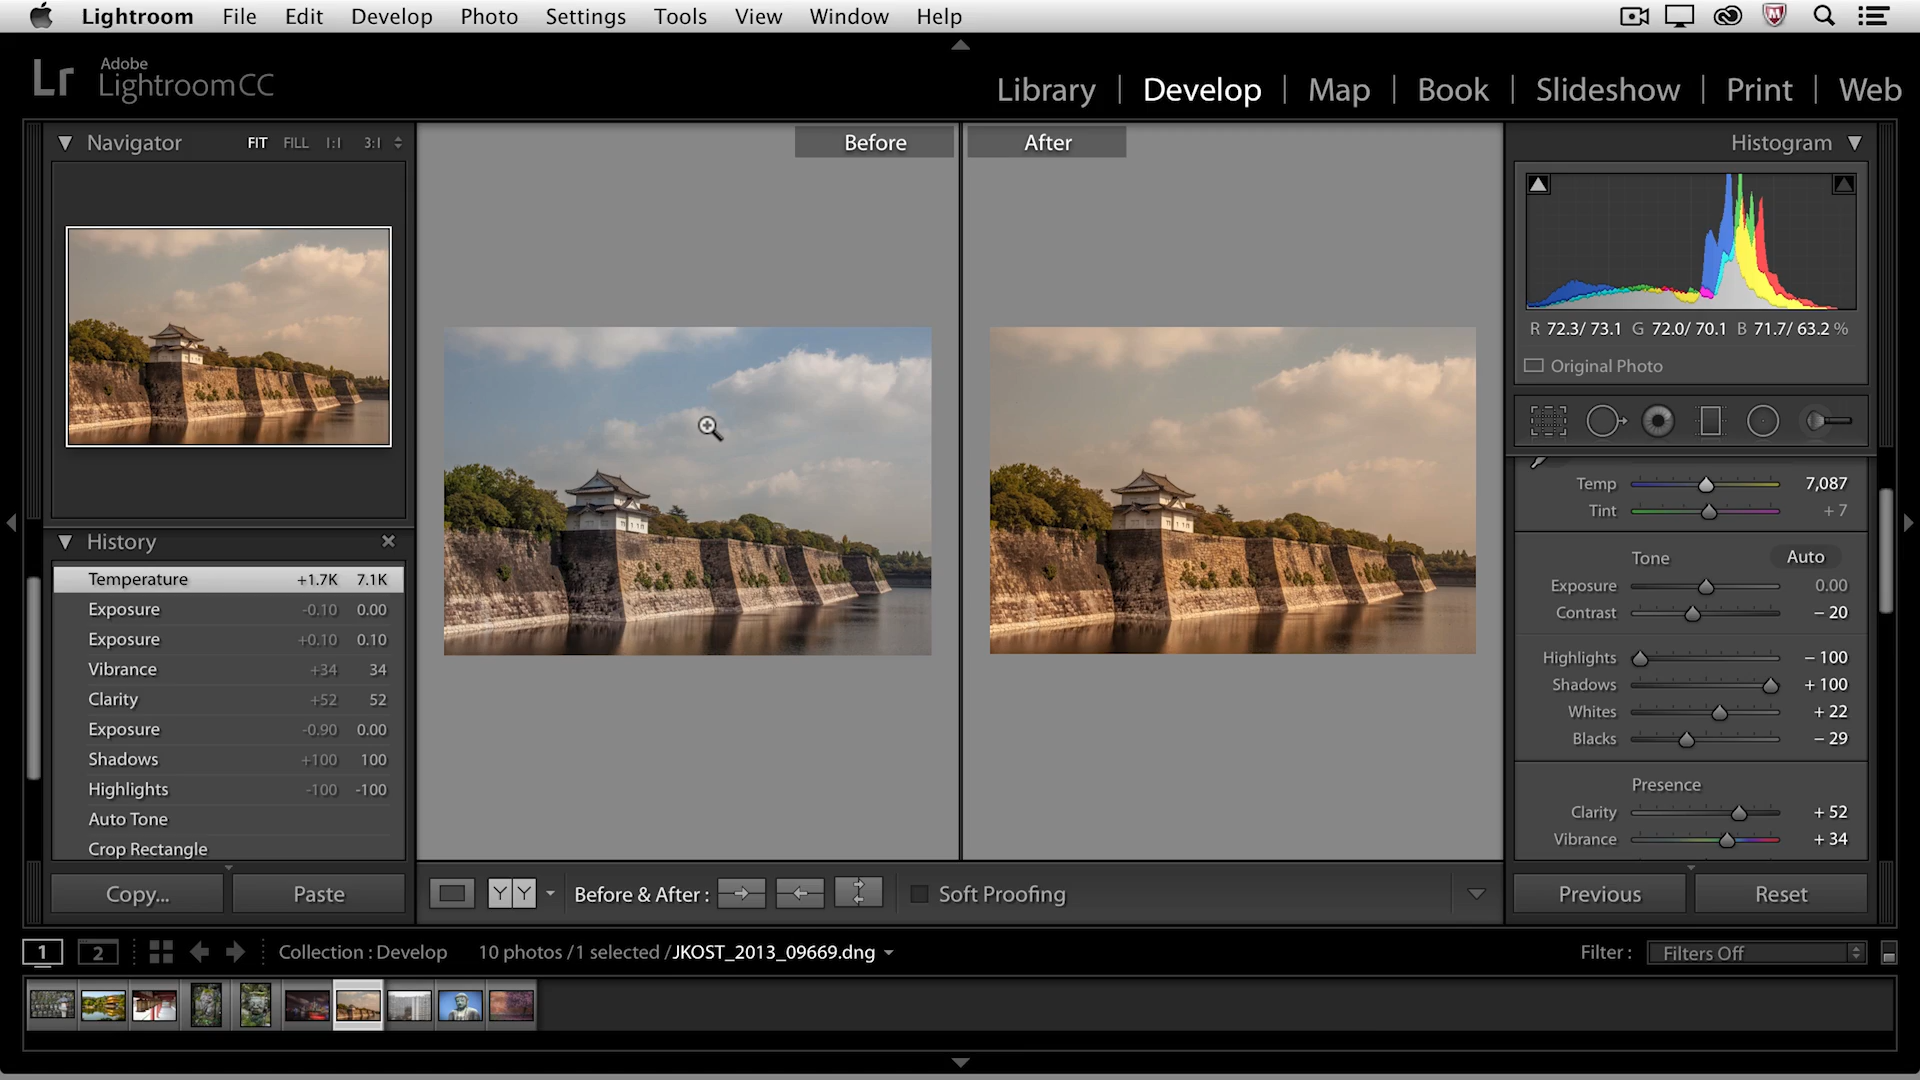 Lightroom File Edit Develop Photo Settings Tools View Window Help
Lr Adobe
Lightroom CC
Library | Develop | Map | Book | Slideshow | Print | Web
Navigator FIT FILL 1:1 3:1
Before
After
Histogram
R 72.3/ 73.1 G 72.0/ 70.1 B 71.7/ 63.2 %
Original Photo
Temp 7,087
Tint + 7
Tone Auto
Exposure 0.00
Contrast – 20
Highlights – 100
Shadows + 100
Whites + 22
Blacks – 29
Presence
Clarity + 52
Vibrance + 34
Previous Reset
History
Temperature +1.7K 7.1K
Exposure -0.10 0.00
Exposure +0.10 0.10
Vibrance +34 34
Clarity +52 52
Exposure -0.90 0.00
Shadows +100 100
Highlights -100 -100
Auto Tone
Crop Rectangle
Copy... Paste
YY Before & After : Soft Proofing
1 2 Collection : Develop 10 photos /1 selected /JKOST_2013_09669.dng
Filter : Filters Off